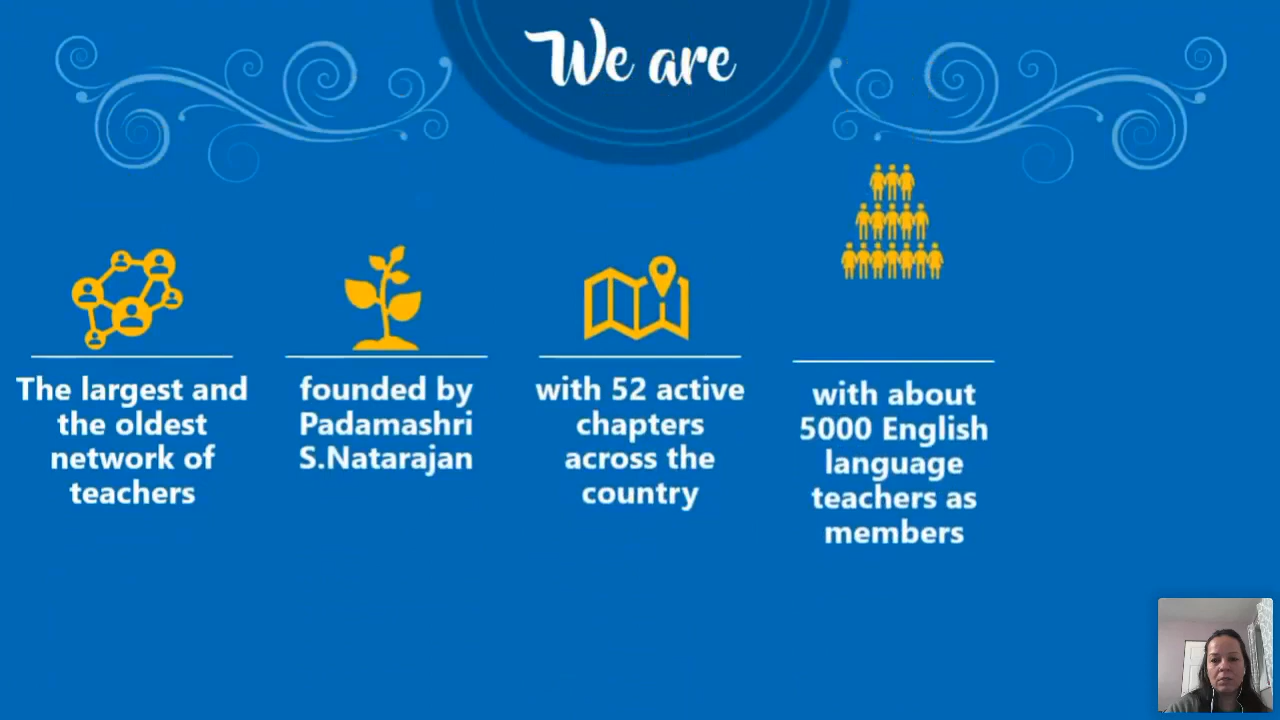 We are
The largest and
the oldest
network of
teachers
founded by
Padamashri
S.Natarajan
with 52 active
chapters
across the
country
with about
5000 English
language
teachers as
members